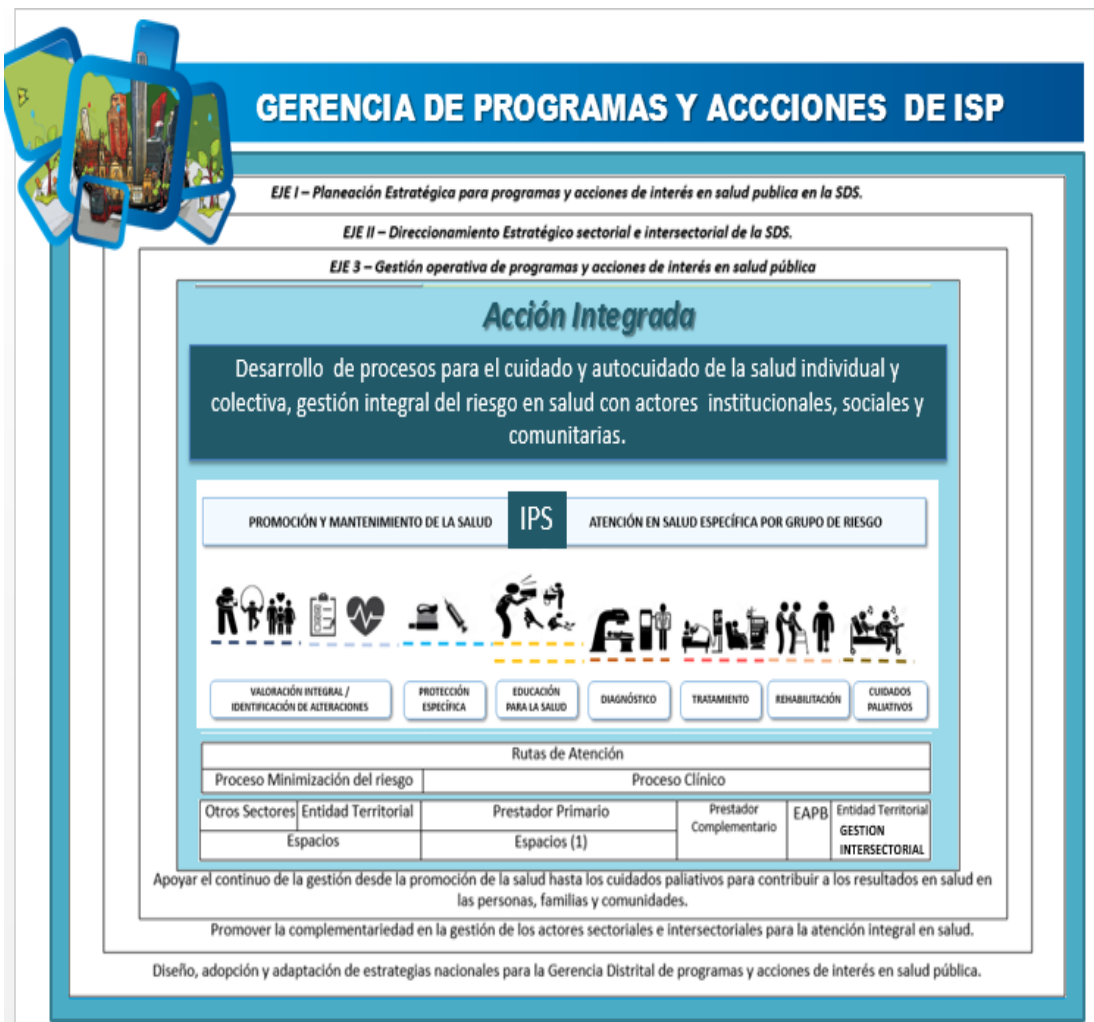 GERENCIA DE PROGRAMAS Y ACCCIONES DE ISP
EJE I – Planeación Estratégica para programas y acciones de interés en salud publica en la SDS.
EJE II – Direccionamiento Estratégico sectorial e intersectorial de la SDS.
EJE 3 – Gestión operativa de programas y acciones de interés en salud pública
Acción Integrada
Desarrollo de procesos para el cuidado y autocuidado de la salud individual y
colectiva, gestión integral del riesgo en salud con actores institucionales, sociales y
comunitarias.
PROMOCIÓN Y MANTENIMIENTO DE LA SALUD
IPS
ATENCIÓN EN SALUD ESPECÍFICA POR GRUPO DE RIESGO
VALORACIÓN INTEGRAL /
IDENTIFICACIÓN DE ALTERACIONES
PROTECCIÓN
ESPECÍFICA
EDUCACIÓN
PARA LA SALUD
DIAGNÓSTICO
TRATAMIENTO
REHABILITACIÓN
CUIDADOS
PALIATIVOS
Rutas de Atención
Proceso Minimización del riesgo
Proceso Clínico
Otros Sectores
Entidad Territorial
Prestador Primario
Prestador
Complementario
EAPB
Entidad Territorial
GESTION
INTERSECTORIAL
Espacios
Espacios (1)
Apoyar el continuo de la gestión desde la promoción de la salud hasta los cuidados paliativos para contribuir a los resultados en salud en
las personas, familias y comunidades.
Promover la complementariedad en la gestión de los actores sectoriales e intersectoriales para la atención integral en salud.
Diseño, adopción y adaptación de estrategias nacionales para la Gerencia Distrital de programas y acciones de interés en salud pública.